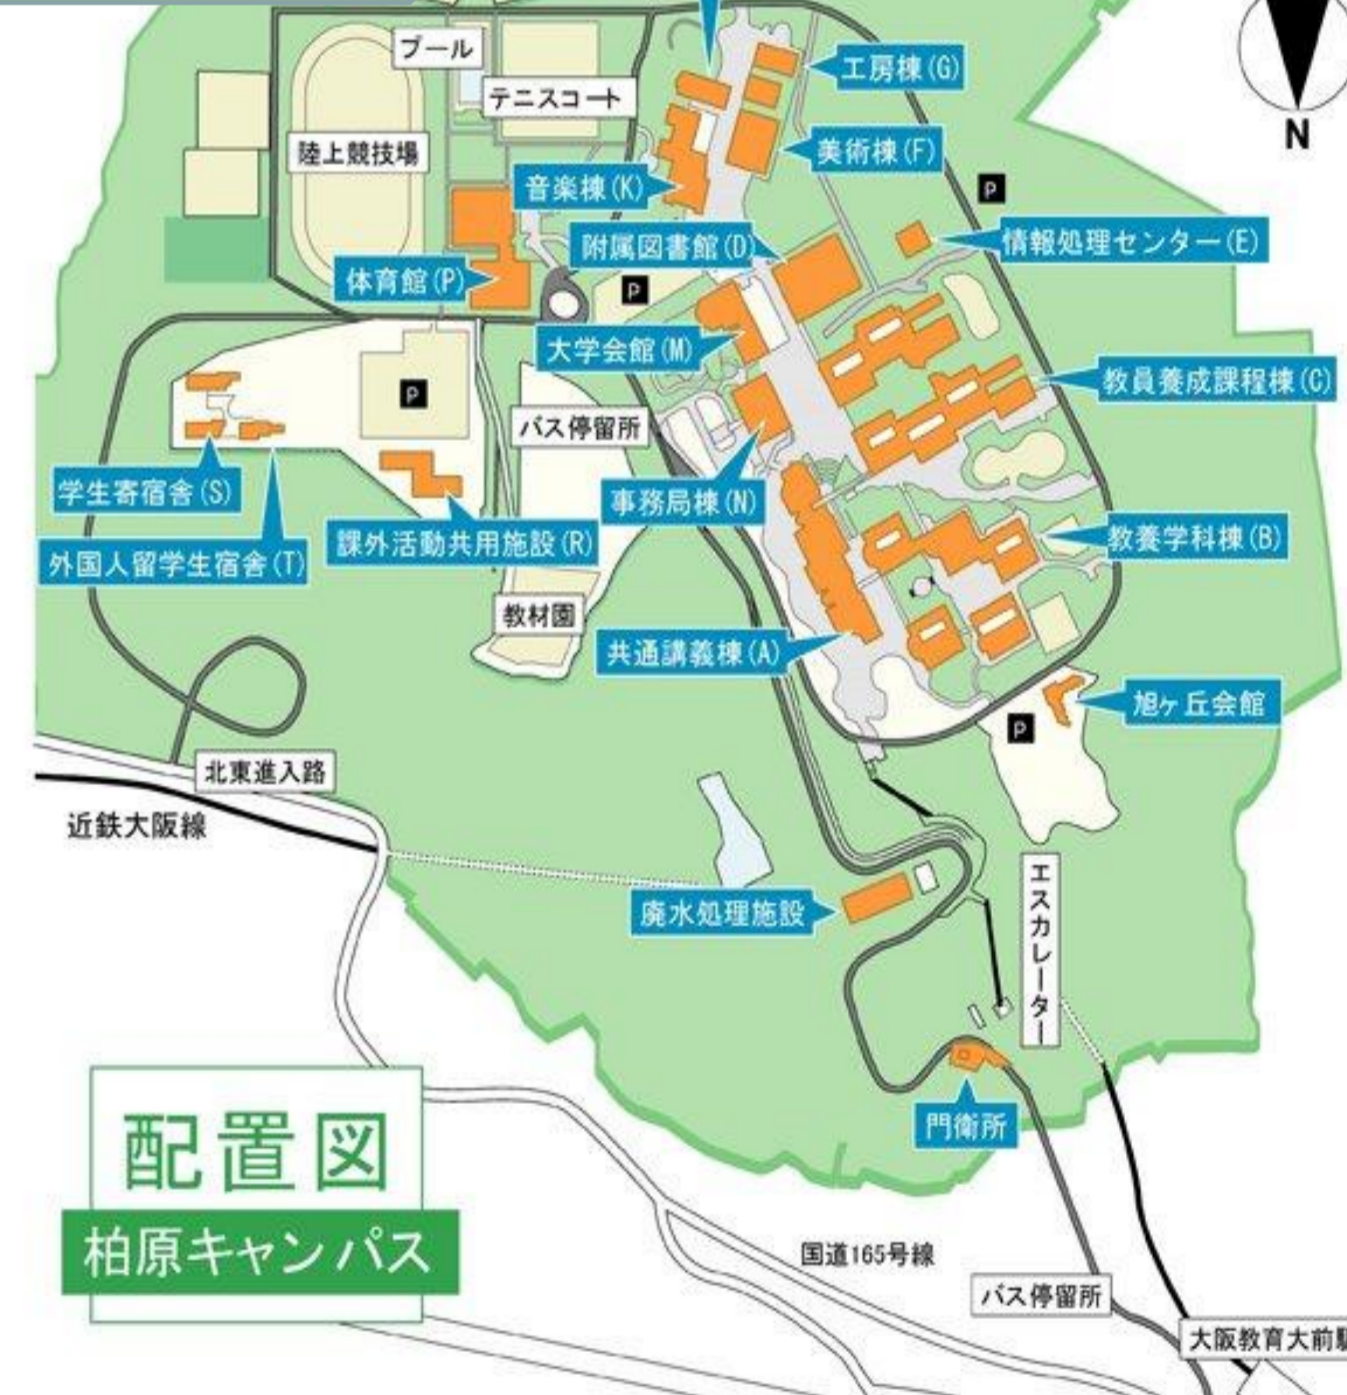 プール
工房棟(G)
テニスコート
N
陸上競技場
美術棟(F)
音楽棟(K)
P
附属図書館(D)
情報処理センター(E)
体育館(P)
P
大学会館(M)
教員養成課程棟(C)
P
バス停留所
学生寄宿舎(S)
事務局棟(N)
課外活動共用施設(R)
教養学科棟(B)
外国人留学生宿舎(T)
教材園
共通講義棟(A)
旭ヶ丘会館
P
北東進入路
近鉄大阪線
エスカレーター
廃水処理施設
門衛所
配置図
柏原キャンパス
国道165号線
バス停留所
大阪教育大前駅